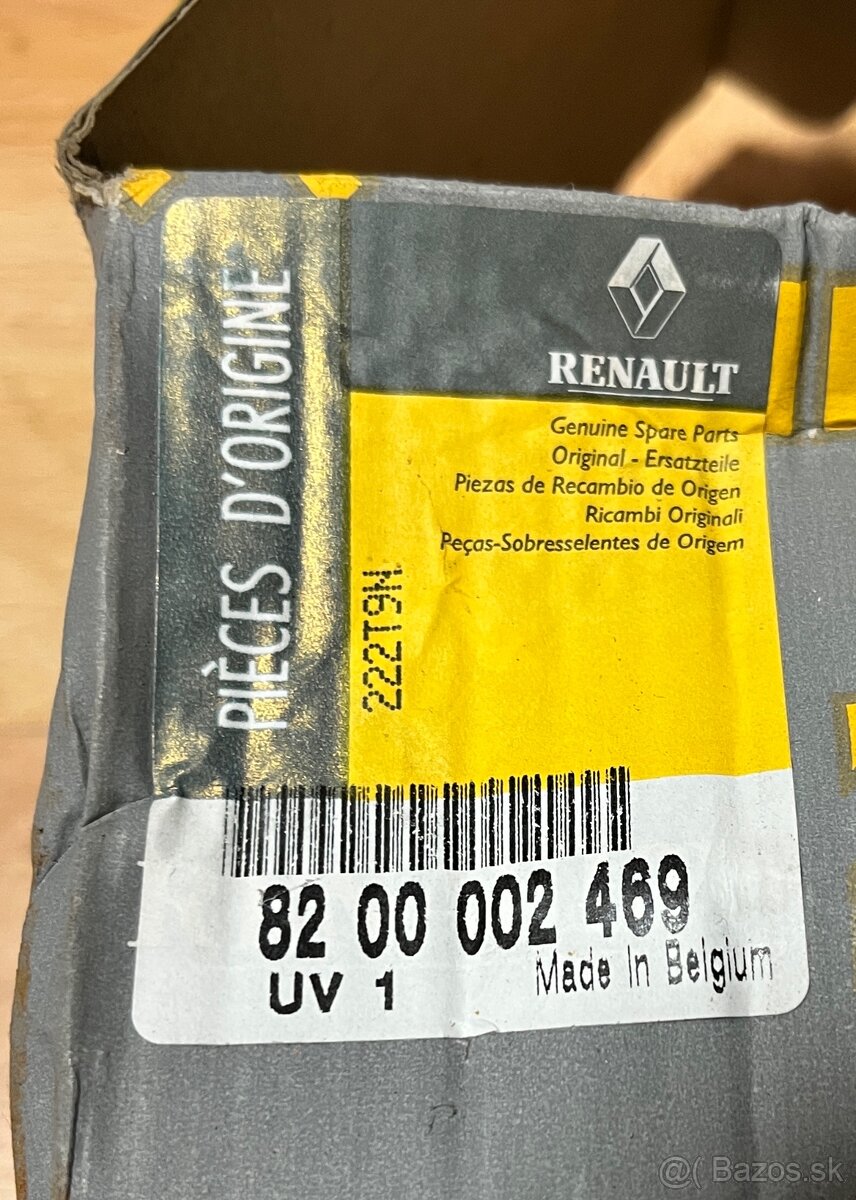 PIÈCES D'ORIGINE
RENAULT
Genuine Spare Parts
Original - Ersatzteile
Piezas de Recambio de Origen
Ricambi Originali
Peças-Sobresselentes de Origem
222T9N
82 00 002 469
UV 1
Made In Belgium
@( Bazos.sk